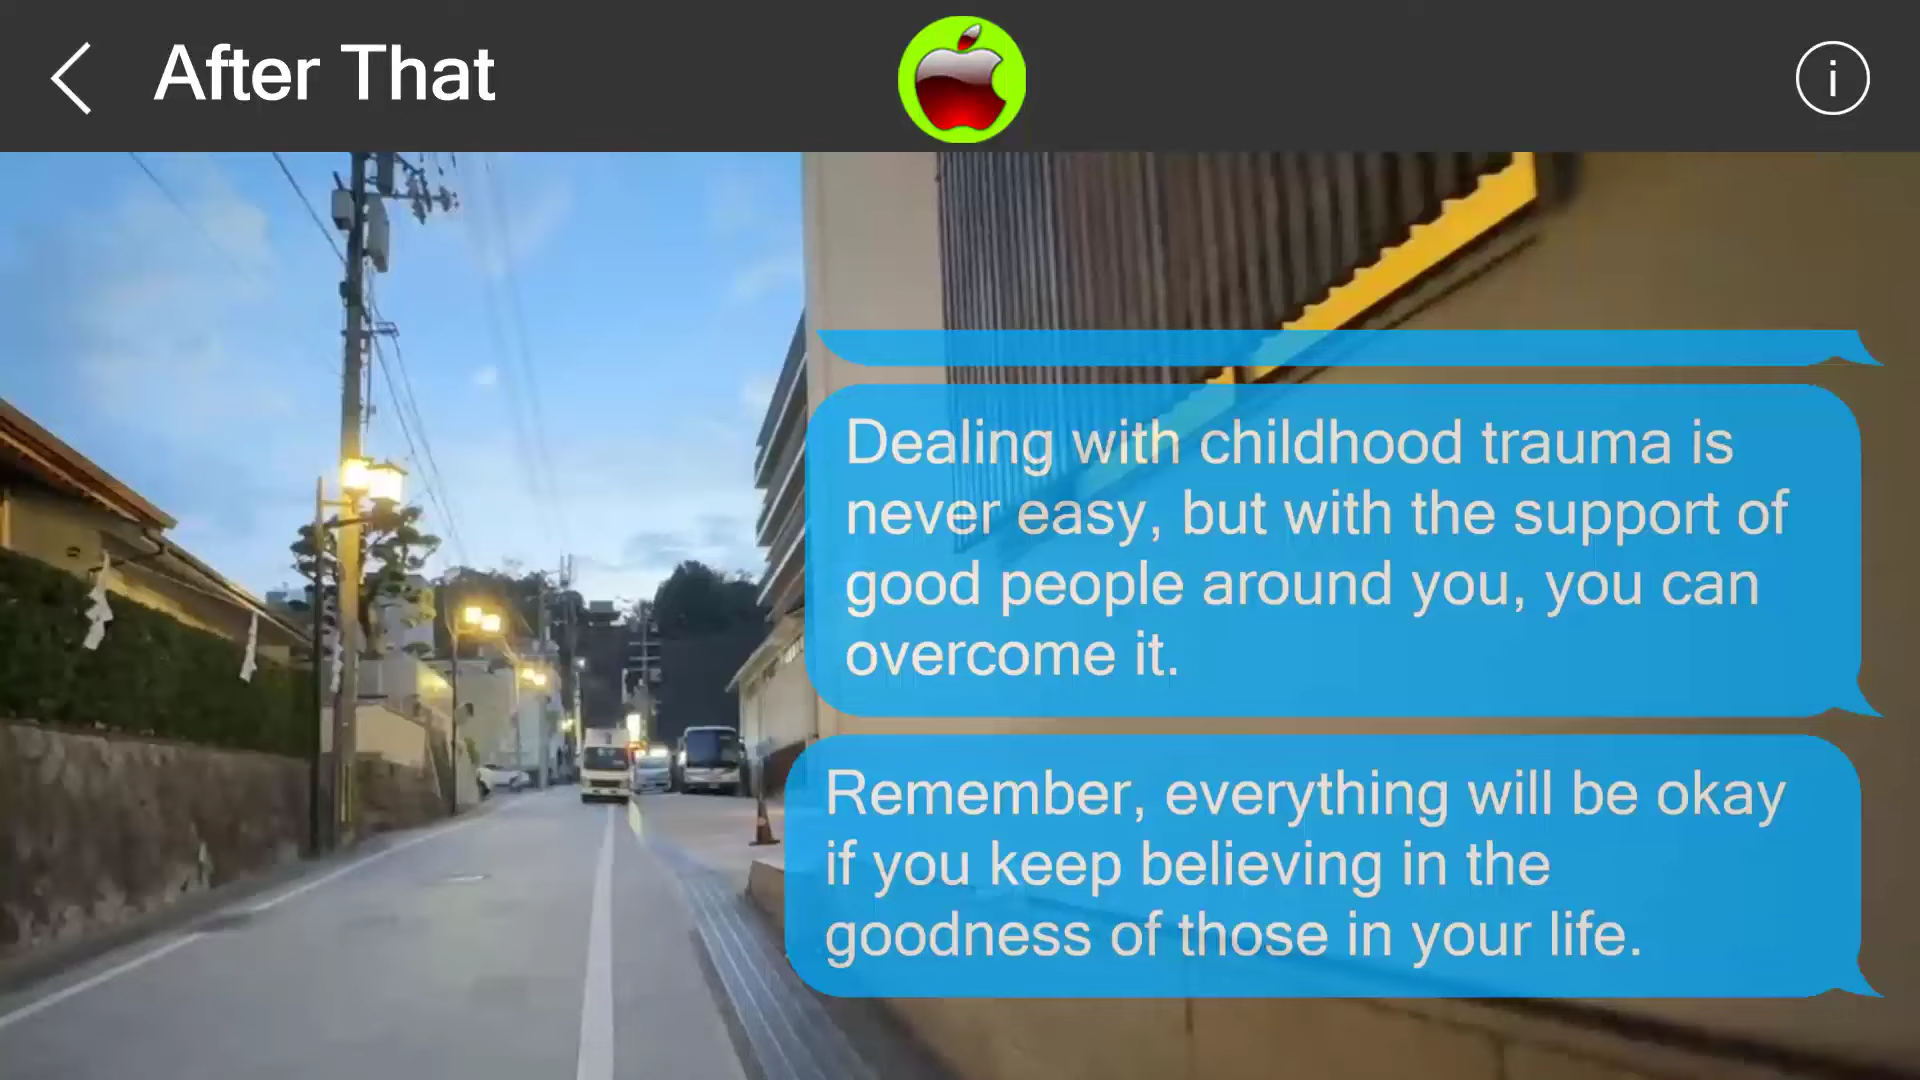 After That
i
Dealing with childhood trauma is
never easy, but with the support of
good people around you, you can
overcome it.
Remember, everything will be okay
if you keep believing in the
goodness of those in your life.